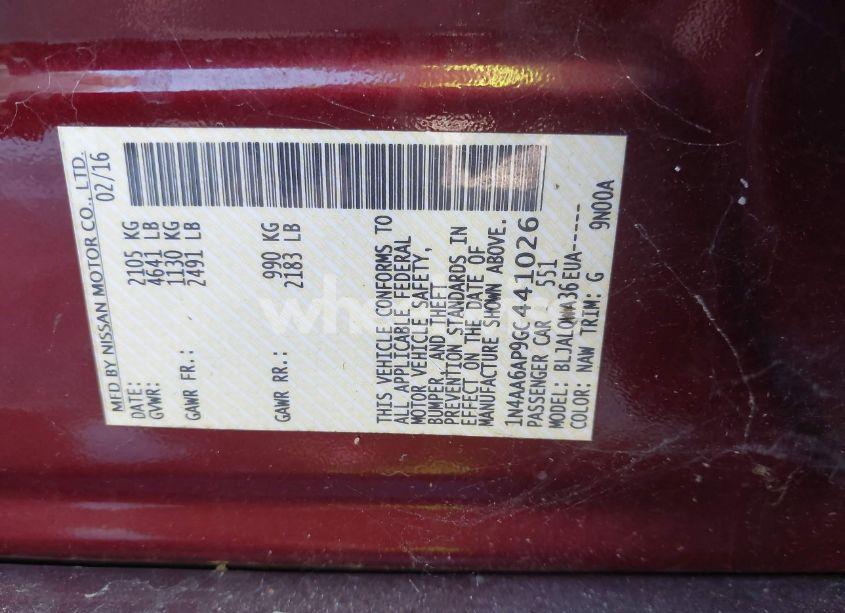 MFD BY NISSAN MOTOR CO., LTD.
DATE: 02/16
GVWR: 2105 KG
4641 LB
GAWR FR.: 1130 KG
2491 LB
GAWR RR.: 990 KG
2183 LB
THIS VEHICLE CONFORMS TO
ALL APPLICABLE FEDERAL
MOTOR VEHICLE SAFETY,
BUMPER, AND THEFT
PREVENTION STANDARDS IN
EFFECT ON THE DATE OF
MANUFACTURE SHOWN ABOVE.
1N4AA6AP9GC441026
PASSENGER CAR 551
MODEL: BLJALQWA36EUA-----
COLOR: NAW TRIM: G 9N00A